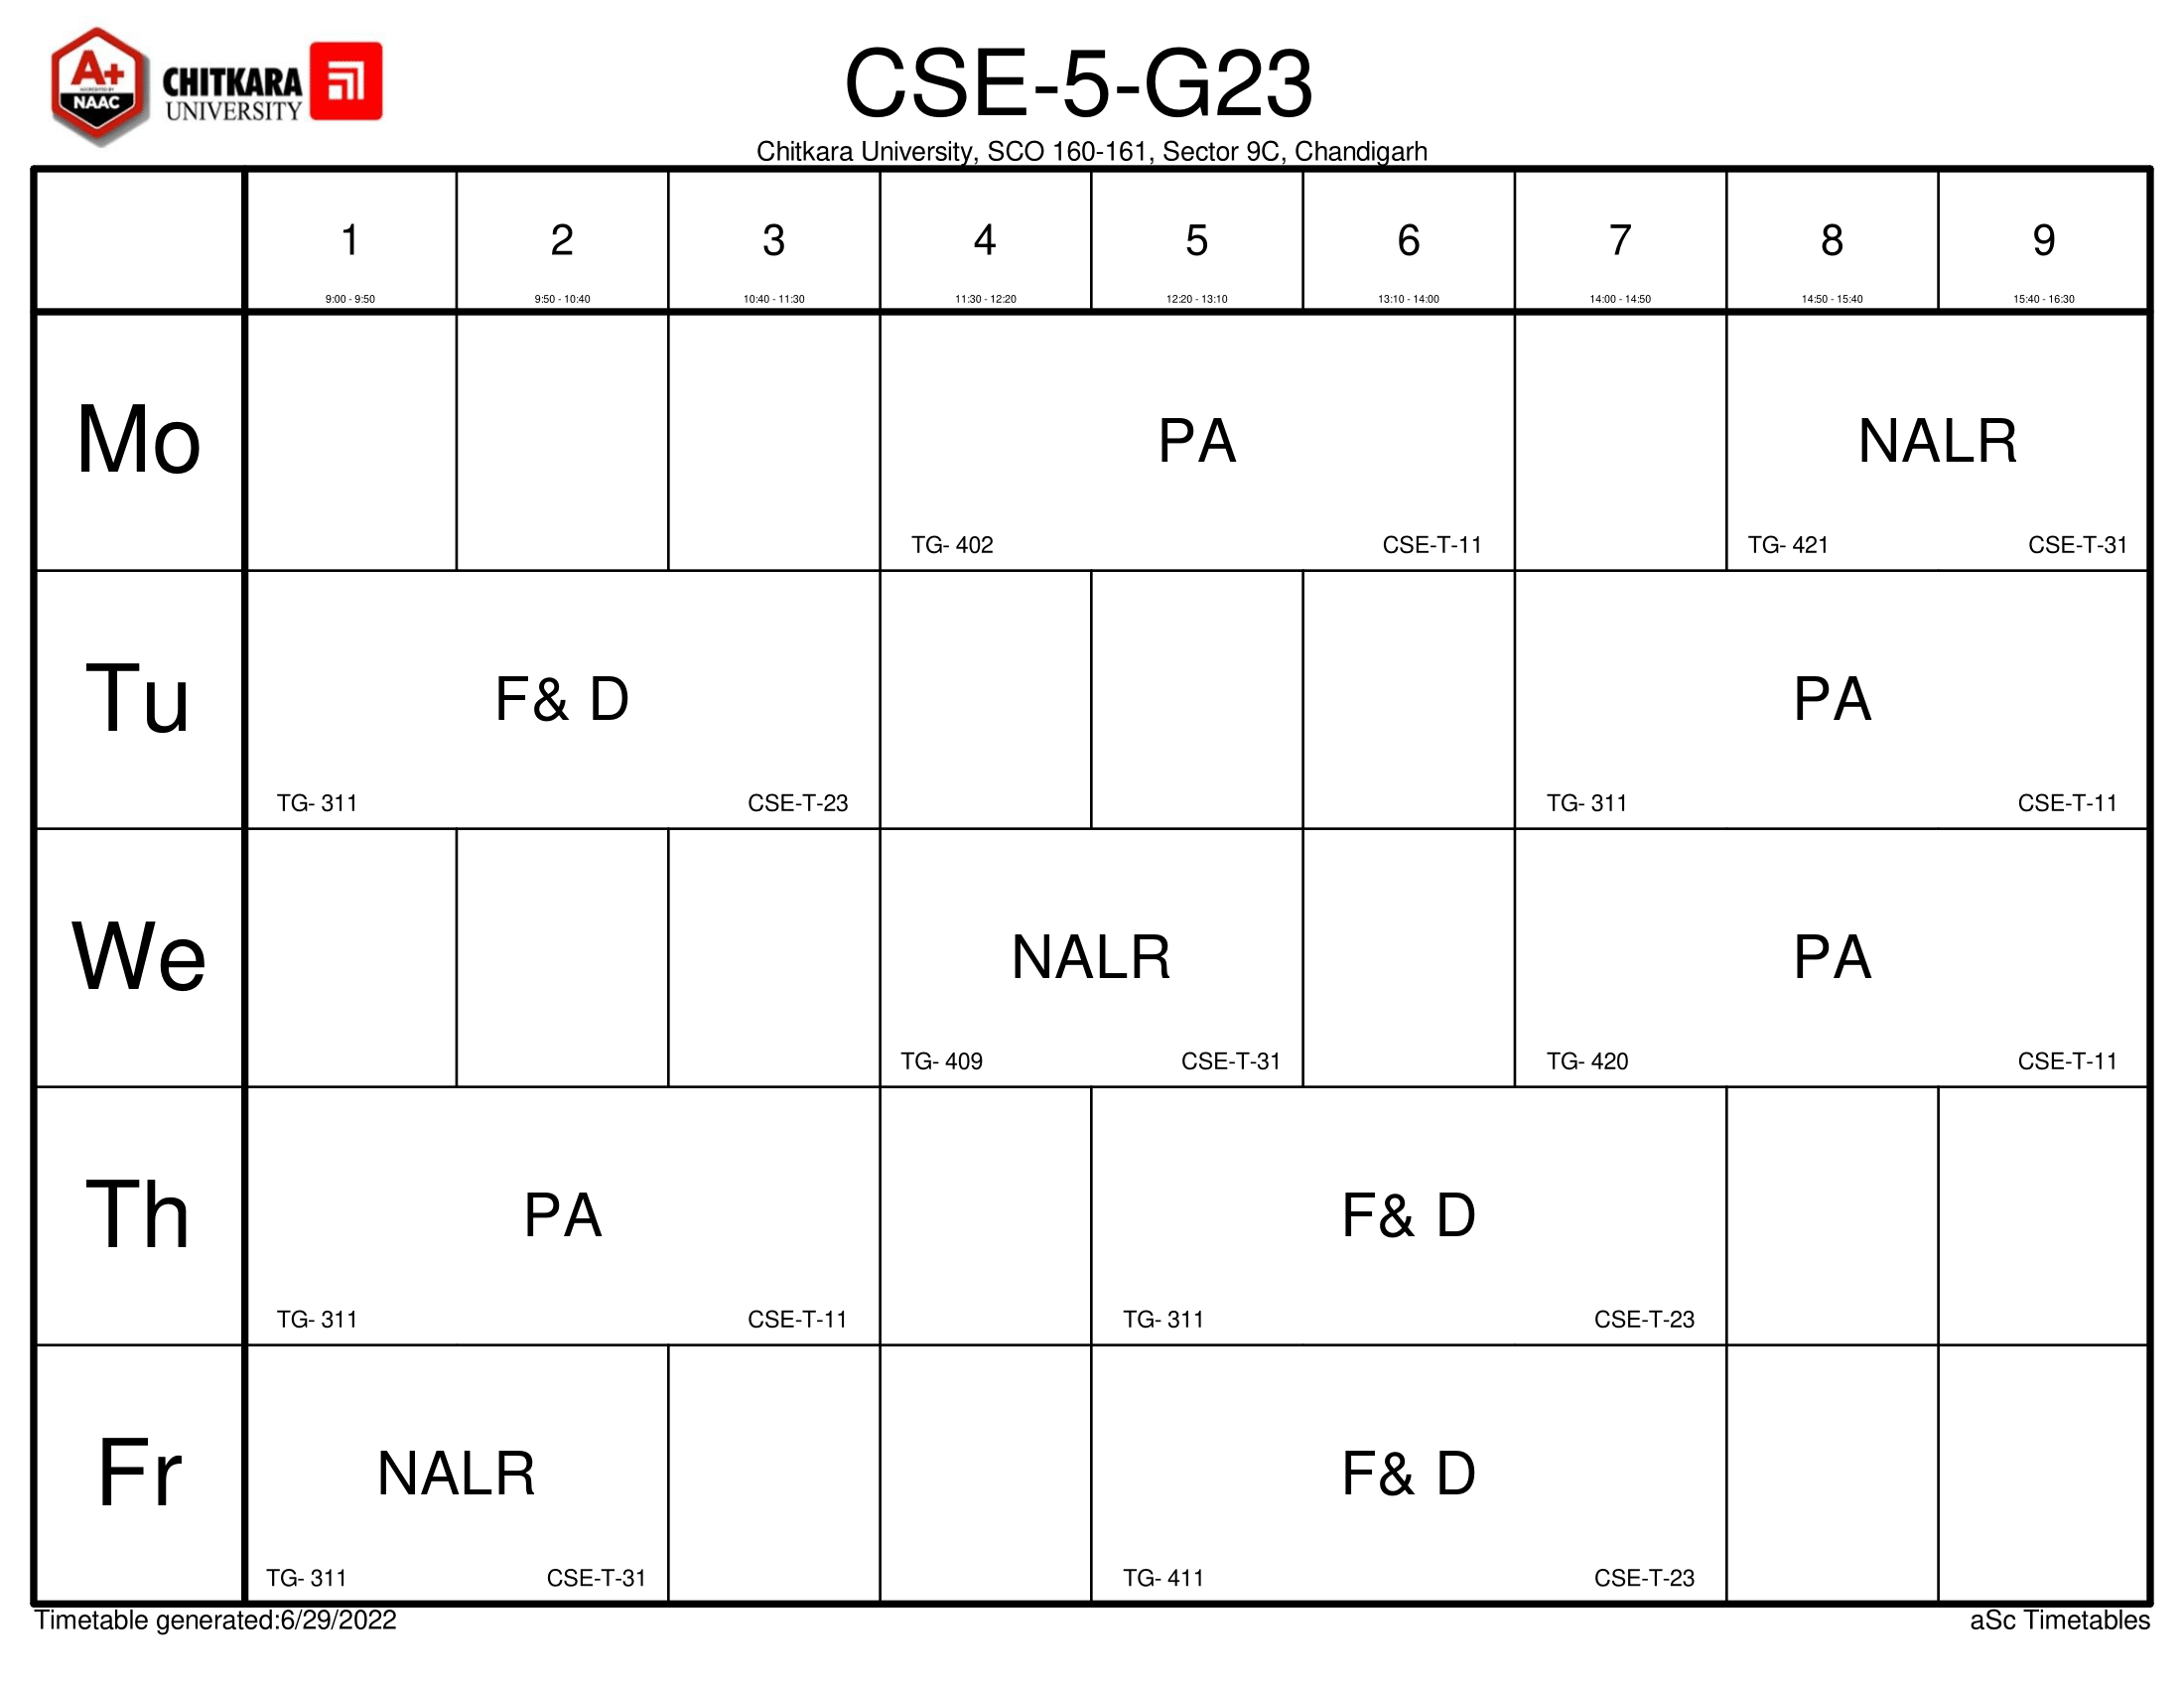 A+
ACCREDITED BY
NAAC
CHITKARA
UNIVERSITY
CSE-5-G23
Chitkara University, SCO 160-161, Sector 9C, Chandigarh
1 2 3 4 5 6 7 8 9
9:00 - 9:50 9:50 - 10:40 10:40 - 11:30 11:30 - 12:20 12:20 - 13:10 13:10 - 14:00 14:00 - 14:50 14:50 - 15:40 15:40 - 16:30
Mo PA NALR
TG- 402 CSE-T-11 TG- 421 CSE-T-31
Tu F& D PA
TG- 311 CSE-T-23 TG- 311 CSE-T-11
We NALR PA
TG- 409 CSE-T-31 TG- 420 CSE-T-11
Th PA F& D
TG- 311 CSE-T-11 TG- 311 CSE-T-23
Fr NALR F& D
TG- 311 CSE-T-31 TG- 411 CSE-T-23
Timetable generated:6/29/2022 aSc Timetables